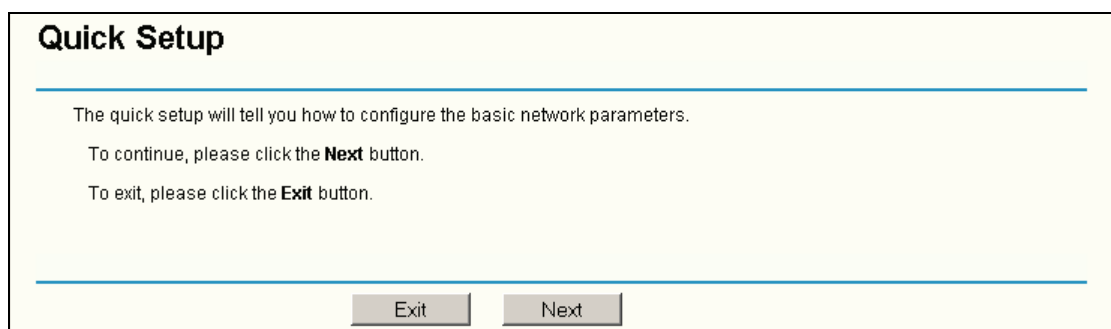 Quick Setup
The quick setup will tell you how to configure the basic network parameters.
To continue, please click the Next button.
To exit, please click the Exit button.
Exit Next